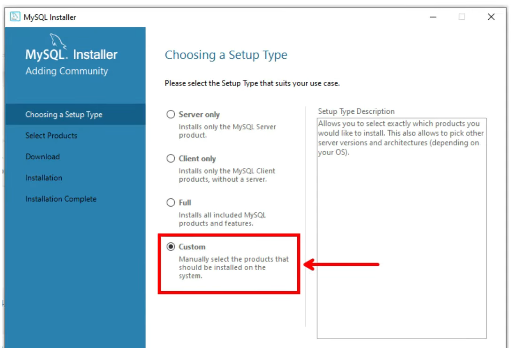 MySQL Installer
MySQL. Installer
Adding Community
Choosing a Setup Type
Select Products
Download
Installation
Installation Complete
Choosing a Setup Type
Please select the Setup Type that suits your use case.
Server only
Installs only the MySQL Server
product.
Client only
Installs only the MySQL Client
products, without a server.
Full
Installs all included MySQL
products and features.
Custom
Manually select the products that
should be installed on the
system.
Setup Type Description
Allows you to select exactly which products you
would like to install. This also allows to pick other
server versions and architectures (depending on
your OS).